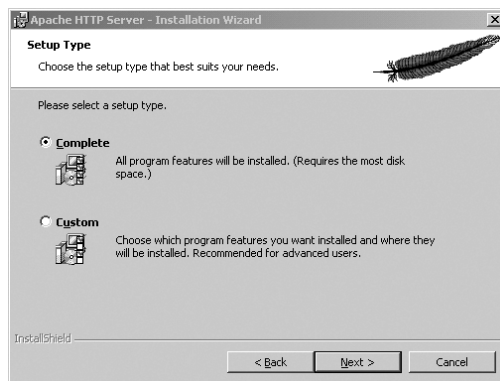 Apache HTTP Server - Installation Wizard
Setup Type
Choose the setup type that best suits your needs.
Please select a setup type.
Complete
All program features will be installed. (Requires the most disk
space.)
Custom
Choose which program features you want installed and where they
will be installed. Recommended for advanced users.
InstallShield
< Back
Next >
Cancel